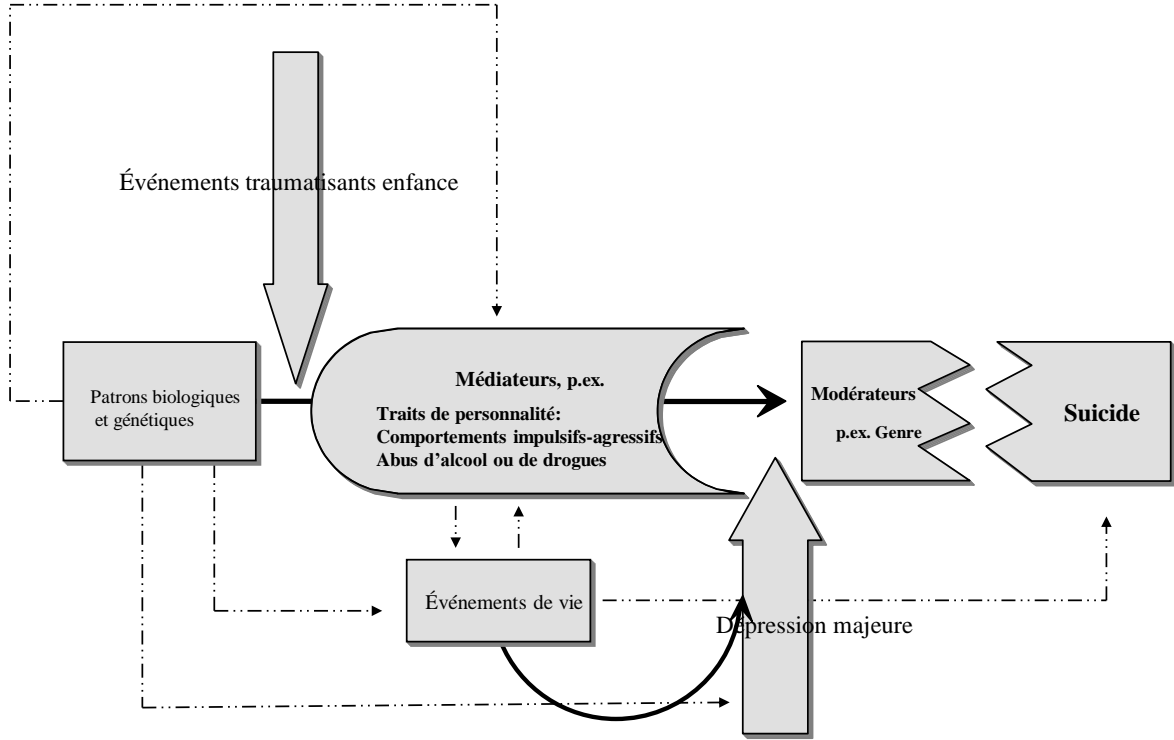 Événements traumatisants enfance
Patrons biologiques
et génétiques
Médiateurs, p.ex.
Traits de personnalité:
Comportements impulsifs-agressifs
Abus d’alcool ou de drogues
Modérateurs
p.ex. Genre
Suicide
Événements de vie
Dépression majeure